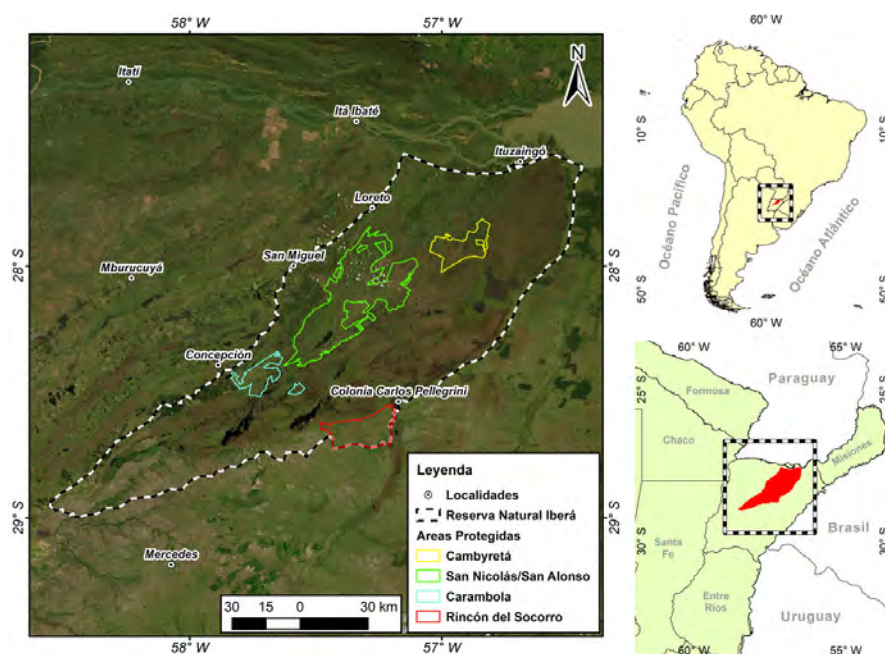 58° W
57° W
N
Itatí
Itá Ibaté
Ituzaingó
Loreto
28° S
San Miguel
Mburucuyá
28° S
Concepción
Colonia Carlos Pellegrini
29° S
29° S
Mercedes
Leyenda
Localidades
Reserva Natural Iberá
Areas Protegidas
Cambyretá
San Nicolás/San Alonso
Carambola
Rincón del Socorro
30 15 0 30 km
58° W
57° W
60° W
10° S
10° S
Océano Pacífico
Océano Atlántico
50° S
50° S
60° W
60° W
55° W
25° S
25° S
Paraguay
Formosa
Chaco
Misiones
Brasil
Santa
Fe
30° S
30° S
Entre
Ríos
Uruguay
60° W
55° W